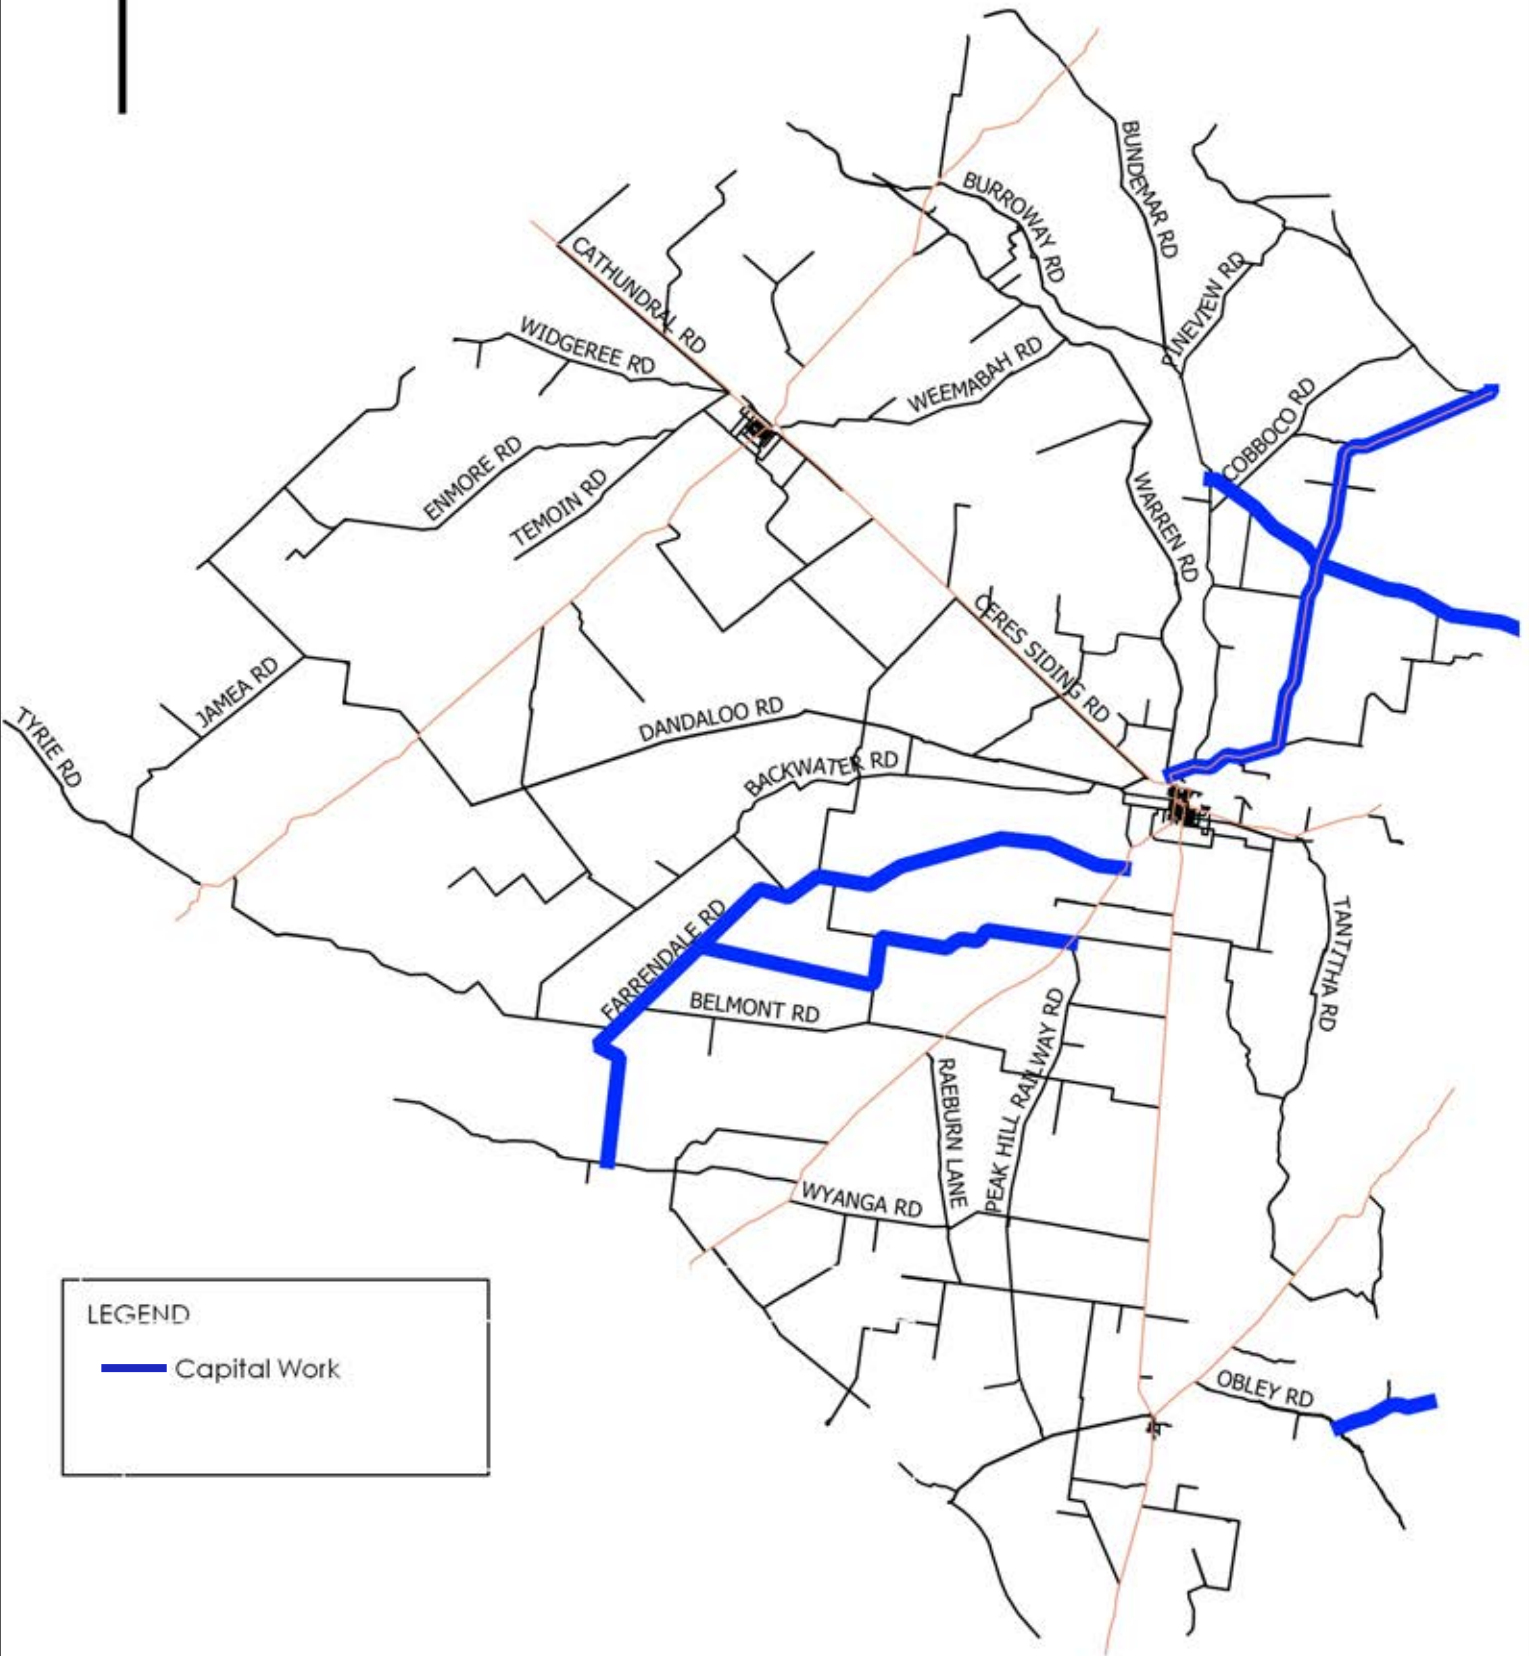 BUNDEMAR RD
BURROWAY RD
CATHUNDRAL RD
PINEVIEW RD
WIDGEREE RD
WEEMABAH RD
COBBOCO RD
ENMORE RD
TEMOIN RD
WARREN RD
CERES SIDING RD
JAMEA RD
TYRIE RD
DANDALOO RD
BACKWATER RD
FARRENDALE RD
TANTITHA RD
BELMONT RD
RAEBURN LANE
PEAK HILL RAILWAY RD
WYANGA RD
OBLEY RD
LEGEND
Capital Work